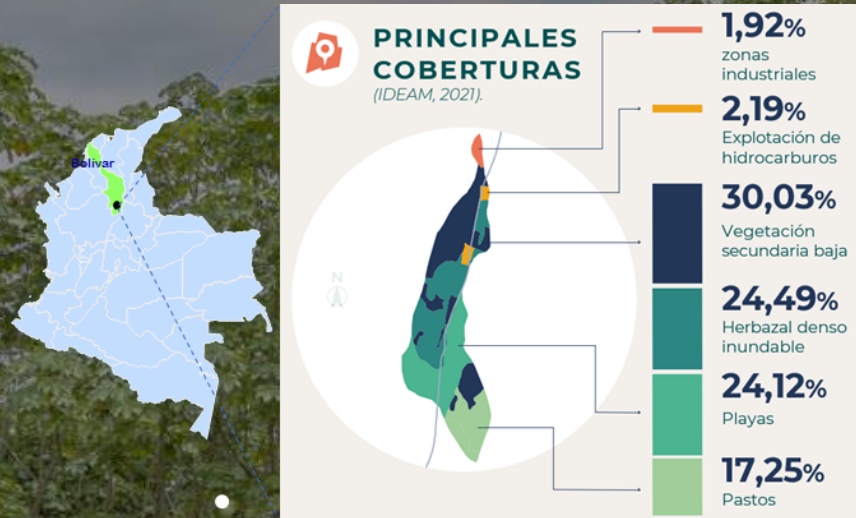 Bolívar
PRINCIPALES
COBERTURAS
(IDEAM, 2021).
N
1,92%
zonas
industriales
2,19%
Explotación de
hidrocarburos
30,03%
Vegetación
secundaria baja
24,49%
Herbazal denso
inundable
24,12%
Playas
17,25%
Pastos